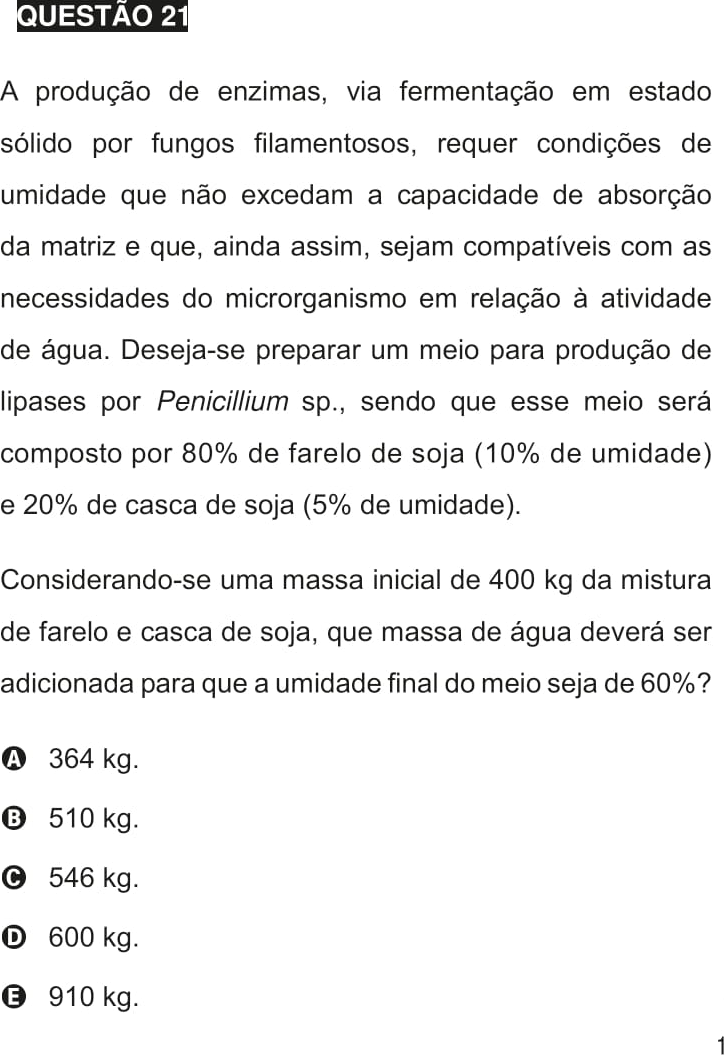 QUESTÃO 21
A produção de enzimas, via fermentação em estado
sólido por fungos filamentosos, requer condições de
umidade que não excedam a capacidade de absorção
da matriz e que, ainda assim, sejam compatíveis com as
necessidades do microrganismo em relação à atividade
de água. Deseja-se preparar um meio para produção de
lipases por Penicillium sp., sendo que esse meio será
composto por 80% de farelo de soja (10% de umidade)
e 20% de casca de soja (5% de umidade).
Considerando-se uma massa inicial de 400 kg da mistura
de farelo e casca de soja, que massa de água deverá ser
adicionada para que a umidade final do meio seja de 60%?
A 364 kg.
B 510 kg.
C 546 kg.
D 600 kg.
E 910 kg.
1